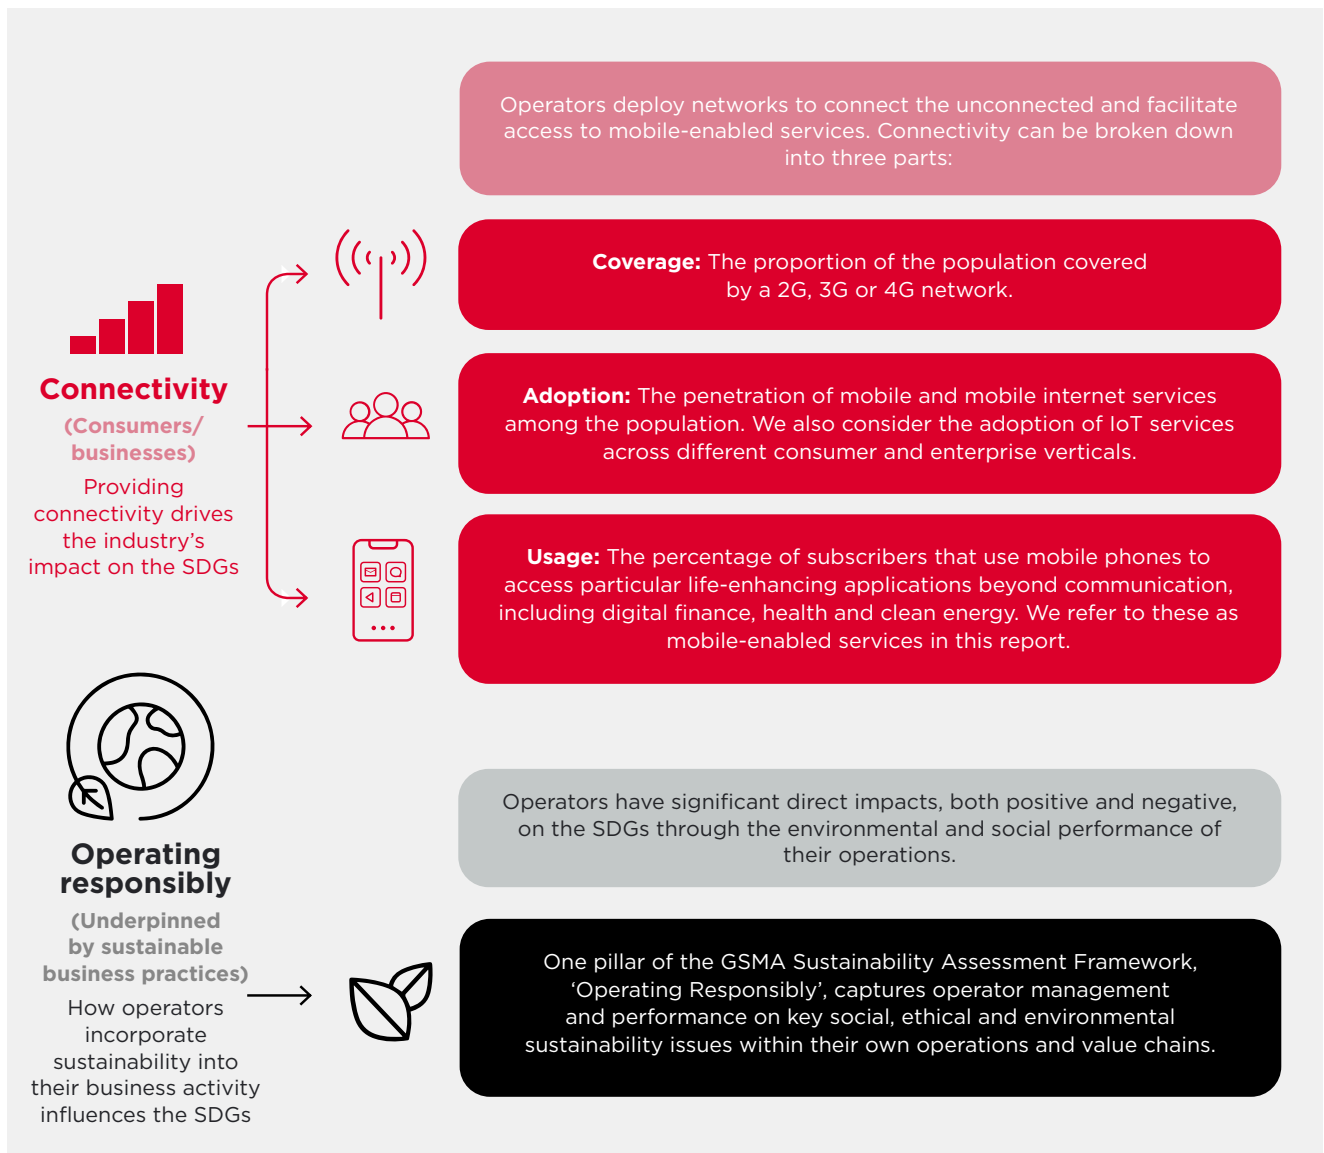 Operators deploy networks to connect the unconnected and facilitate
access to mobile-enabled services. Connectivity can be broken down
into three parts:
Connectivity
(Consumers/
businesses)
Providing
connectivity drives
the industry’s
impact on the SDGs
Coverage: The proportion of the population covered
by a 2G, 3G or 4G network.
Adoption: The penetration of mobile and mobile internet services
among the population. We also consider the adoption of IoT services
across different consumer and enterprise verticals.
Usage: The percentage of subscribers that use mobile phones to
access particular life-enhancing applications beyond communication,
including digital finance, health and clean energy. We refer to these as
mobile-enabled services in this report.
Operating
responsibly
(Underpinned
by sustainable
business practices)
How operators
incorporate
sustainability into
their business activity
influences the SDGs
Operators have significant direct impacts, both positive and negative,
on the SDGs through the environmental and social performance of
their operations.
One pillar of the GSMA Sustainability Assessment Framework,
‘Operating Responsibly’, captures operator management
and performance on key social, ethical and environmental
sustainability issues within their own operations and value chains.